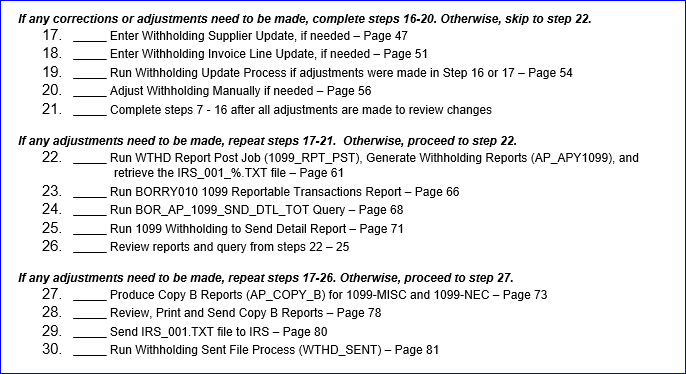 If any corrections or adjustments need to be made, complete steps 16-20. Otherwise, skip to step 22.
17. _____ Enter Withholding Supplier Update, if needed – Page 47
18. _____ Enter Withholding Invoice Line Update, if needed – Page 51
19. _____ Run Withholding Update Process if adjustments were made in Step 16 or 17 – Page 54
20. _____ Adjust Withholding Manually if needed – Page 56
21. _____ Complete steps 7 - 16 after all adjustments are made to review changes
If any adjustments need to be made, repeat steps 17-21.  Otherwise, proceed to step 22.
22. _____ Run WTHD Report Post Job (1099_RPT_PST), Generate Withholding Reports (AP_APY1099), and
retrieve the IRS_001_%.TXT file – Page 61
23. _____ Run BORRY010 1099 Reportable Transactions Report – Page 66
24. _____ Run BOR_AP_1099_SND_DTL_TOT Query – Page 68
25. _____ Run 1099 Withholding to Send Detail Report – Page 71
26. _____ Review reports and query from steps 22 – 25
If any adjustments need to be made, repeat steps 17-26. Otherwise, proceed to step 27.
27. _____ Produce Copy B Reports (AP_COPY_B) for 1099-MISC and 1099-NEC – Page 73
28. _____ Review, Print and Send Copy B Reports – Page 78
29. _____ Send IRS_001.TXT file to IRS – Page 80
30. _____ Run Withholding Sent File Process (WTHD_SENT) – Page 81